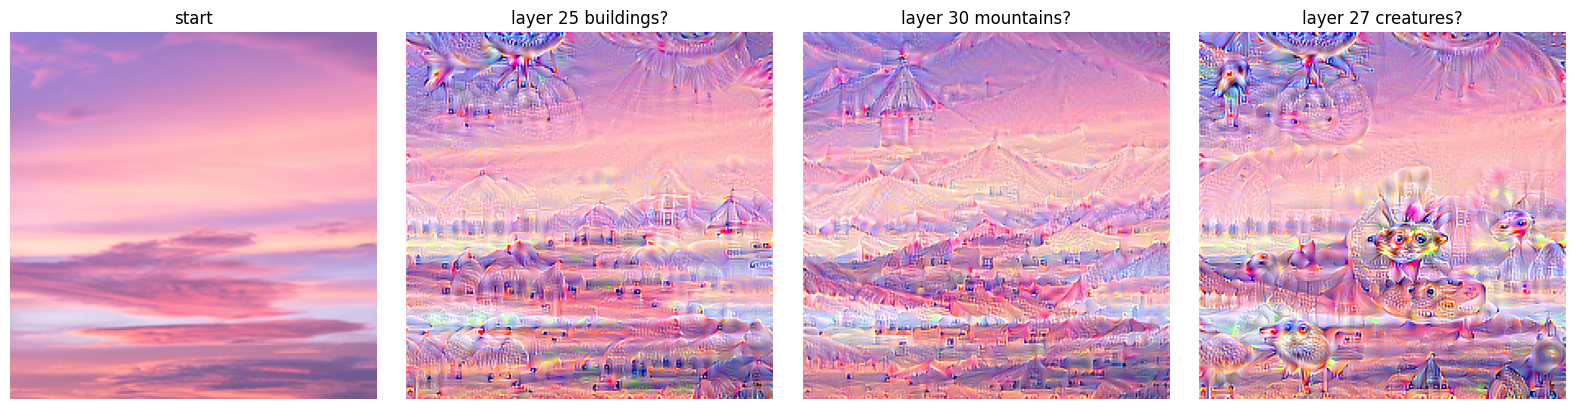 start
layer 25 buildings?
layer 30 mountains?
layer 27 creatures?